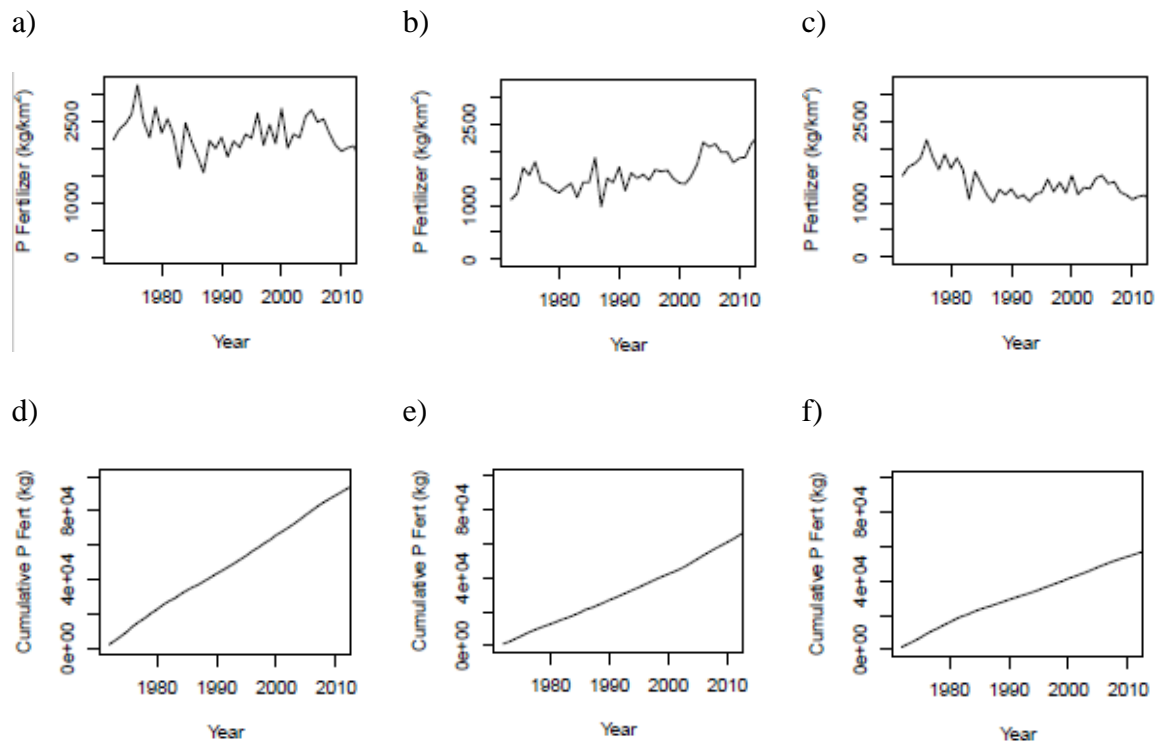 a)
P Fertilizer (kg/km²)
2500
1000
0
1980 1990 2000 2010
Year
b)
P Fertilizer (kg/km²)
2500
1000
0
1980 1990 2000 2010
Year
c)
P Fertilizer (kg/km²)
2500
1000
0
1980 1990 2000 2010
Year
d)
Cumulative P Fert (kg)
8e+04
4e+04
0e+00
1980 1990 2000 2010
Year
e)
Cumulative P Fert (kg)
8e+04
4e+04
0e+00
1980 1990 2000 2010
Year
f)
Cumulative P Fert (kg)
8e+04
4e+04
0e+00
1980 1990 2000 2010
Year